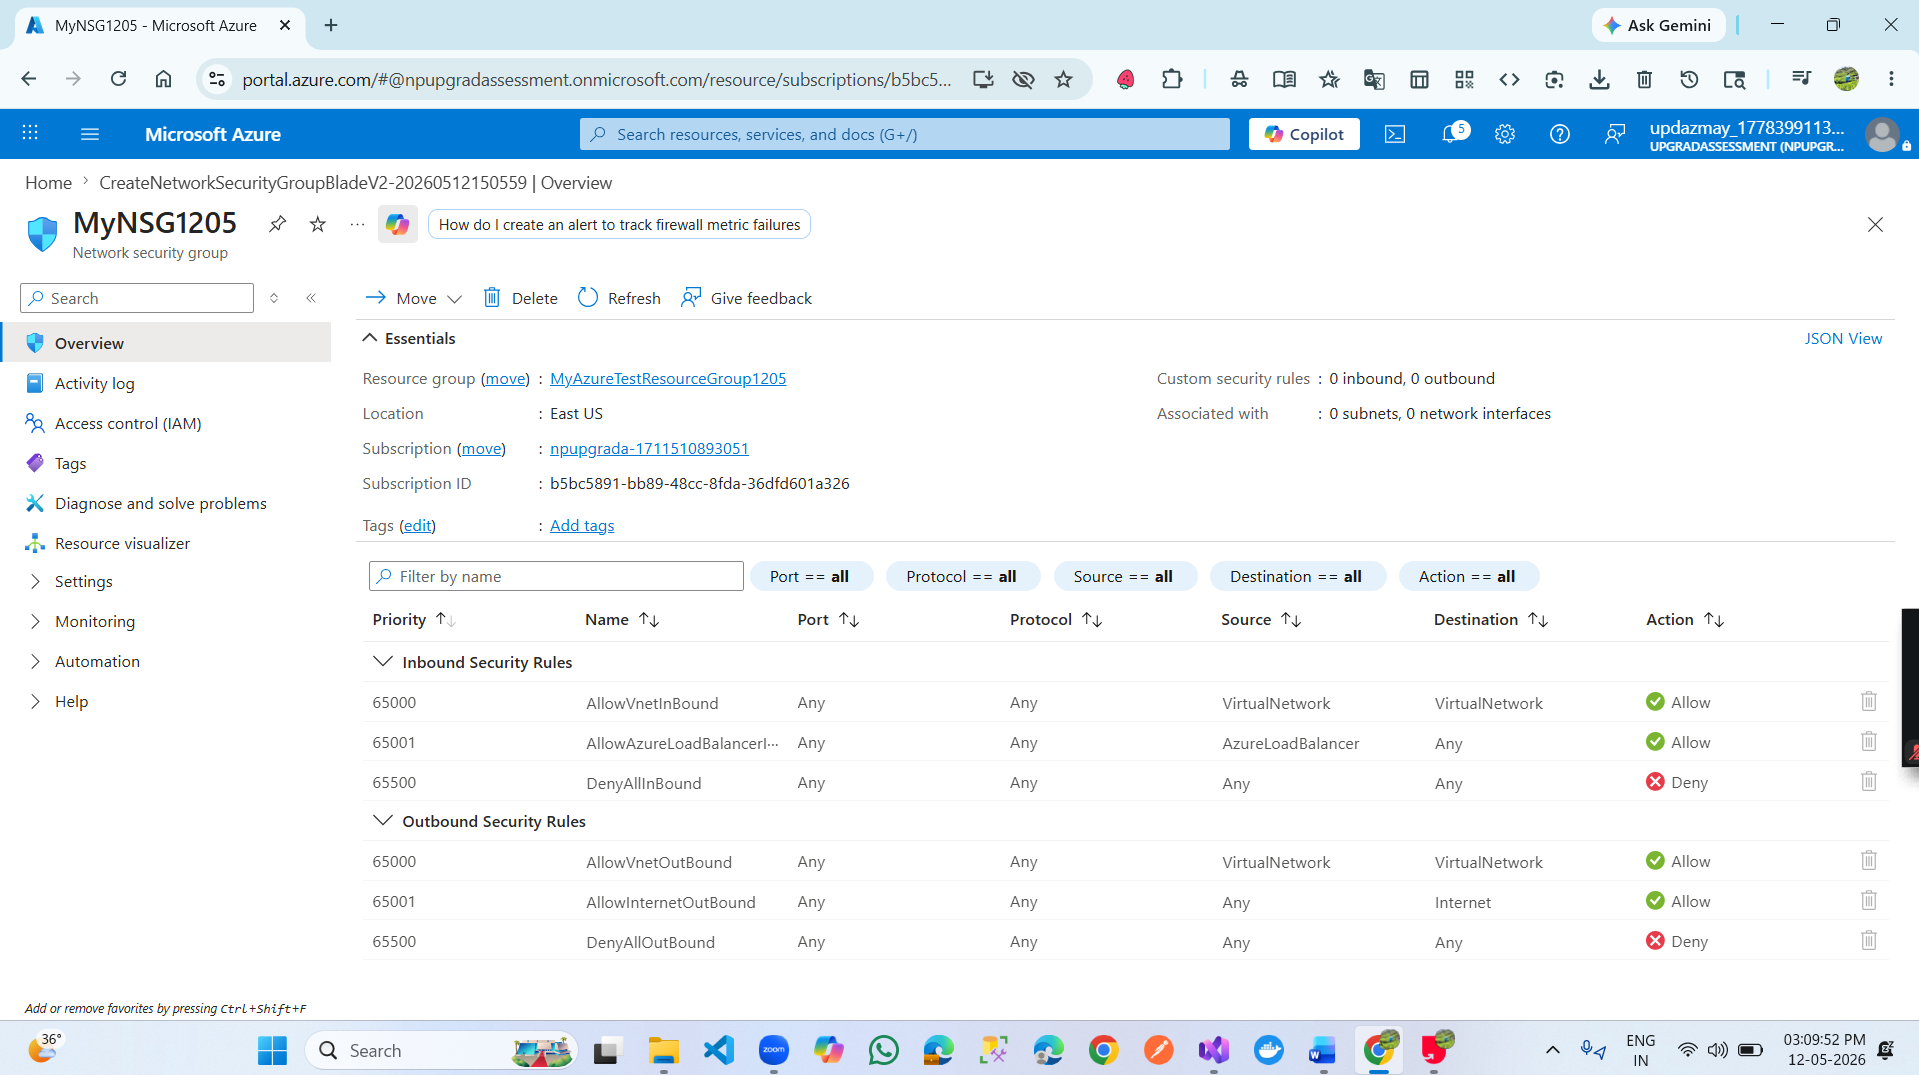 MyNSG1205 - Microsoft Azure
Ask Gemini
portal.azure.com/#@npupgradassessment.onmicrosoft.com/resource/subscriptions/b5bc5...
Microsoft Azure
Search resources, services, and docs (G+/)
Copilot
5
updazmay_1778399113...
UPGRADASSESSMENT (NPUPGR...
Home > CreateNetworkSecurityGroupBladeV2-20260512150559 | Overview
MyNSG1205
Network security group
How do I create an alert to track firewall metric failures
Search
Move
Delete
Refresh
Give feedback
Overview
Activity log
Access control (IAM)
Tags
Diagnose and solve problems
Resource visualizer
Settings
Monitoring
Automation
Help
Essentials
JSON View
Resource group (move) : MyAzureTestResourceGroup1205
Location : East US
Subscription (move) : npupgrada-1711510893051
Subscription ID : b5bc5891-bb89-48cc-8fda-36dfd601a326
Tags (edit) : Add tags
Custom security rules : 0 inbound, 0 outbound
Associated with : 0 subnets, 0 network interfaces
Filter by name
Port == all
Protocol == all
Source == all
Destination == all
Action == all
Priority Name Port Protocol Source Destination Action
Inbound Security Rules
65000 AllowVnetInBound Any Any VirtualNetwork VirtualNetwork Allow
65001 AllowAzureLoadBalancerI... Any Any AzureLoadBalancer Any Allow
65500 DenyAllInBound Any Any Any Any Deny
Outbound Security Rules
65000 AllowVnetOutBound Any Any VirtualNetwork VirtualNetwork Allow
65001 AllowInternetOutBound Any Any Any Internet Allow
65500 DenyAllOutBound Any Any Any Any Deny
Add or remove favorites by pressing Ctrl+Shift+F
36°
Search
zoom
ENG
IN
03:09:52 PM
12-05-2026